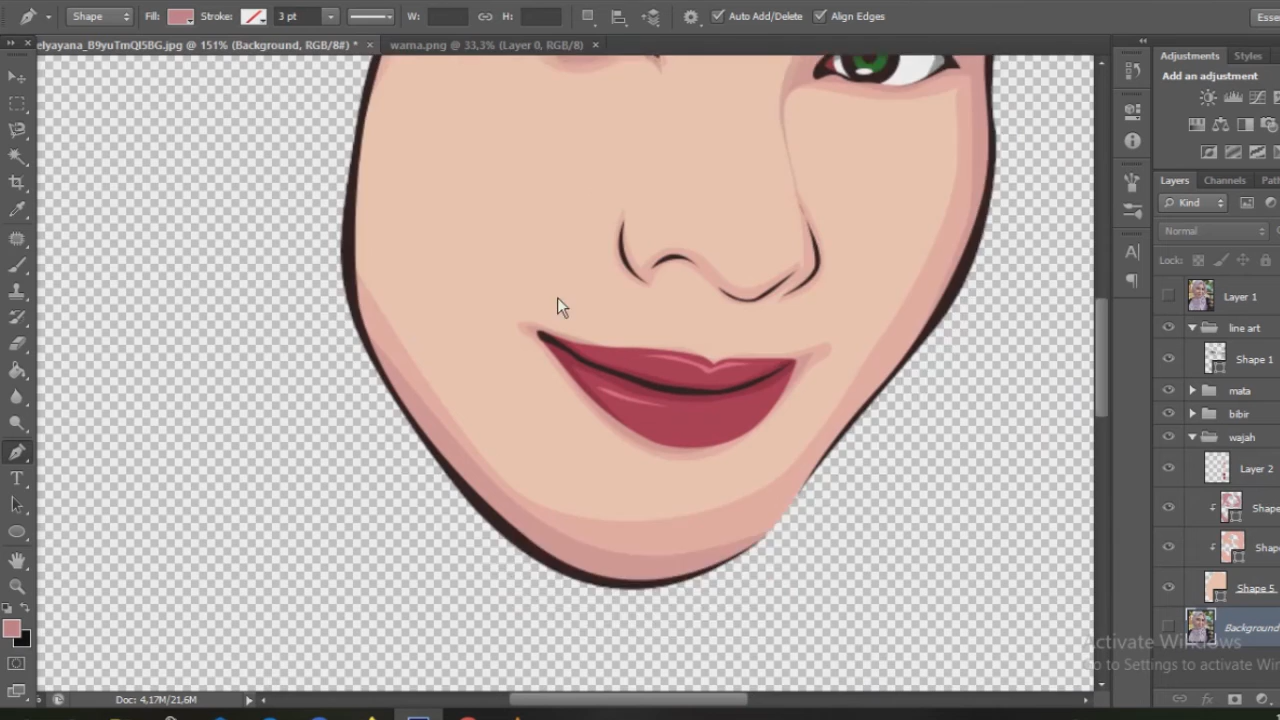 Shape Fill: Stroke: 3 pt W: H: Auto Add/Delete Align Edges Esse
elyayana_B9yuTmQI5BG.jpg @ 151% (Background, RGB/8#) * × warna.png @ 33,3% (Layer 0, RGB/8) ×
Adjustments Styles
Add an adjustment
Layers Channels Pat
Kind
Normal
Lock:
Layer 1
line art
Shape 1
mata
bibir
wajah
Layer 2
Shape
Shap
Shape 5
Background
Activate Windows
Go to Settings to activate Win
Doc: 4,17M/21,6M